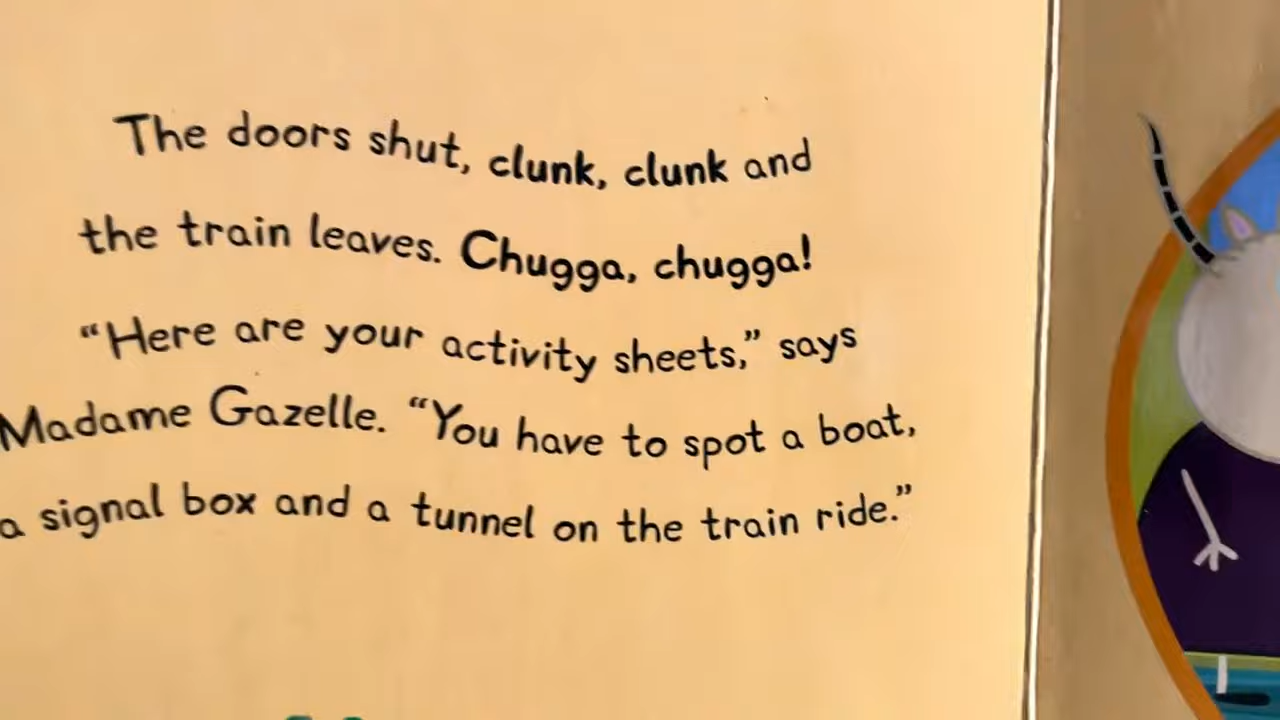 The doors shut, clunk, clunk and
the train leaves. Chugga, chugga!
“Here are your activity sheets,” says
Madame Gazelle. “You have to spot a boat,
a signal box and a tunnel on the train ride.”